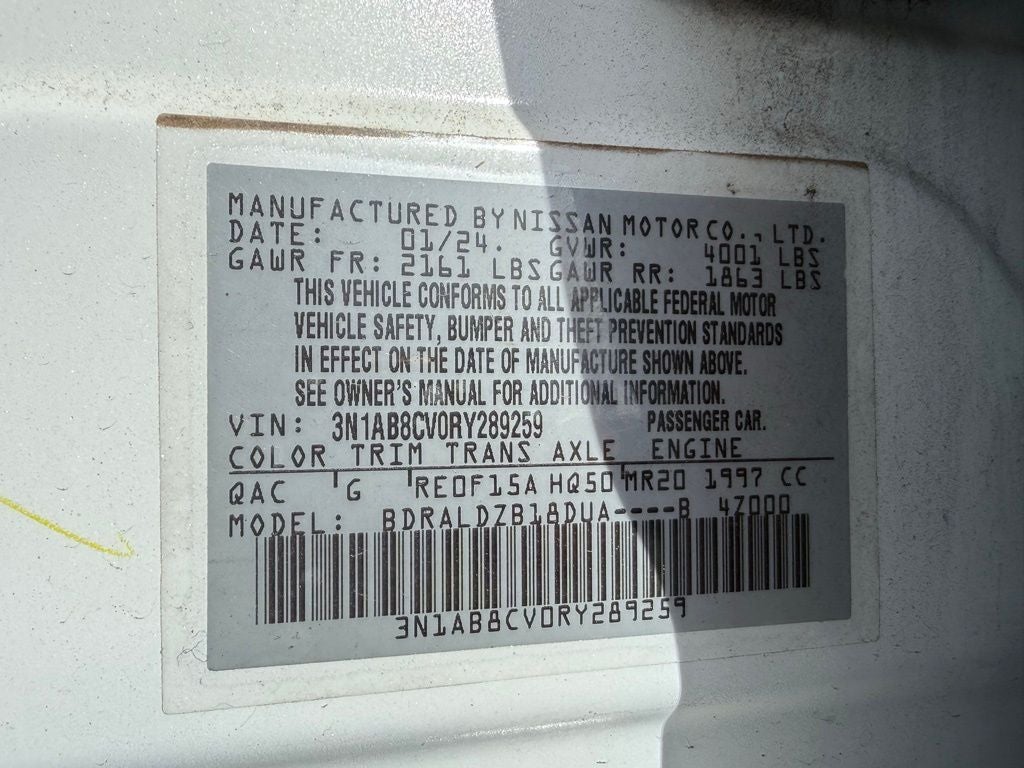 MANUFACTURED BY NISSAN MOTOR CO., LTD.
DATE: 01/24. GVWR: 4001 LBS
GAWR FR: 2161 LBS GAWR RR: 1863 LBS
THIS VEHICLE CONFORMS TO ALL APPLICABLE FEDERAL MOTOR
VEHICLE SAFETY, BUMPER AND THEFT PREVENTION STANDARDS
IN EFFECT ON THE DATE OF MANUFACTURE SHOWN ABOVE.
SEE OWNER'S MANUAL FOR ADDITIONAL INFORMATION.
VIN: 3N1AB8CV0RY289259 PASSENGER CAR.
COLOR TRIM TRANS AXLE ENGINE
QAC G RE0F15A HQ50 MR20 1997 CC
MODEL: BDRALDZB18DUA----B 4Z000
3N1AB8CV0RY289259